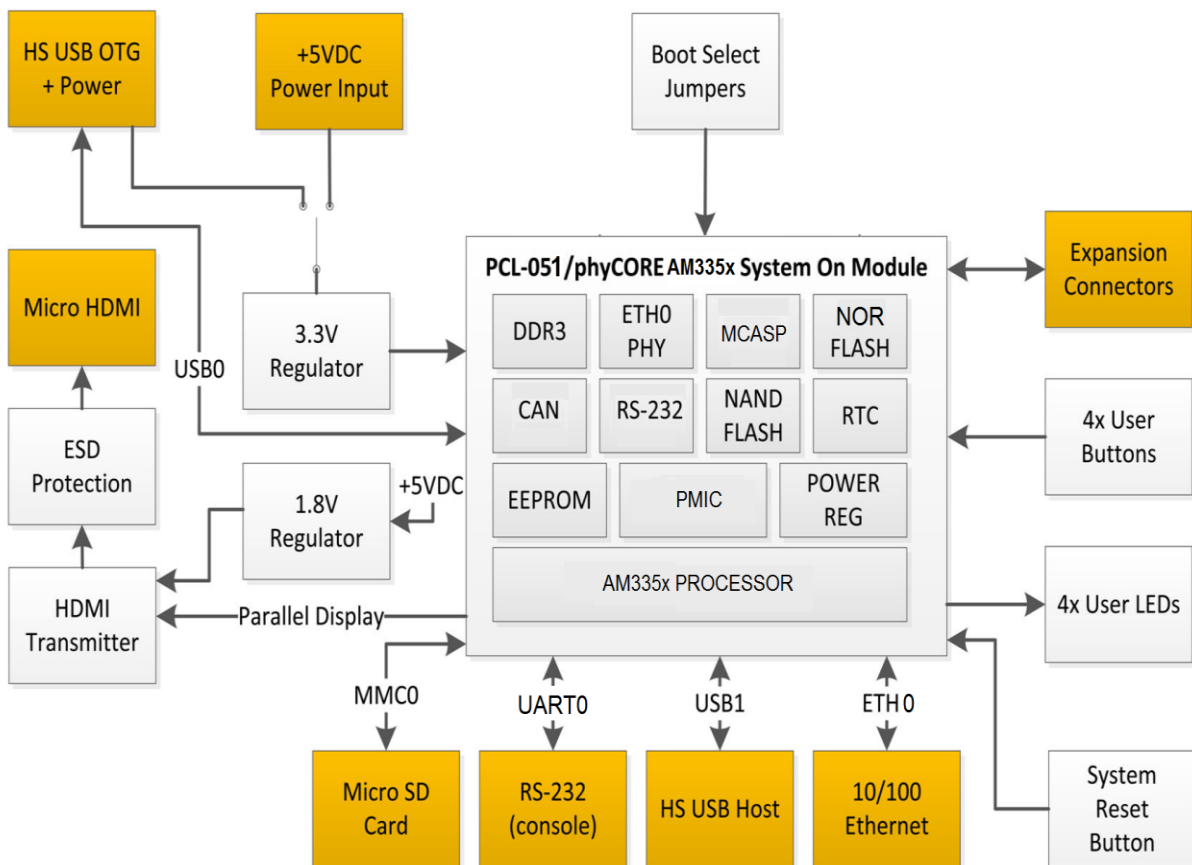 HS USB OTG
+ Power
+5VDC
Power Input
Boot Select
Jumpers
Micro HDMI
USB0
3.3V
Regulator
PCL-051/phyCORE AM335x System On Module
DDR3
ETH0
PHY
MCASP
NOR
FLASH
CAN
RS-232
NAND
FLASH
RTC
EEPROM
PMIC
POWER
REG
AM335x PROCESSOR
Expansion
Connectors
4x User
Buttons
ESD
Protection
1.8V
Regulator
+5VDC
HDMI
Transmitter
Parallel Display
4x User LEDs
MMC0
UART0
USB1
ETH 0
Micro SD
Card
RS-232
(console)
HS USB Host
10/100
Ethernet
System
Reset
Button